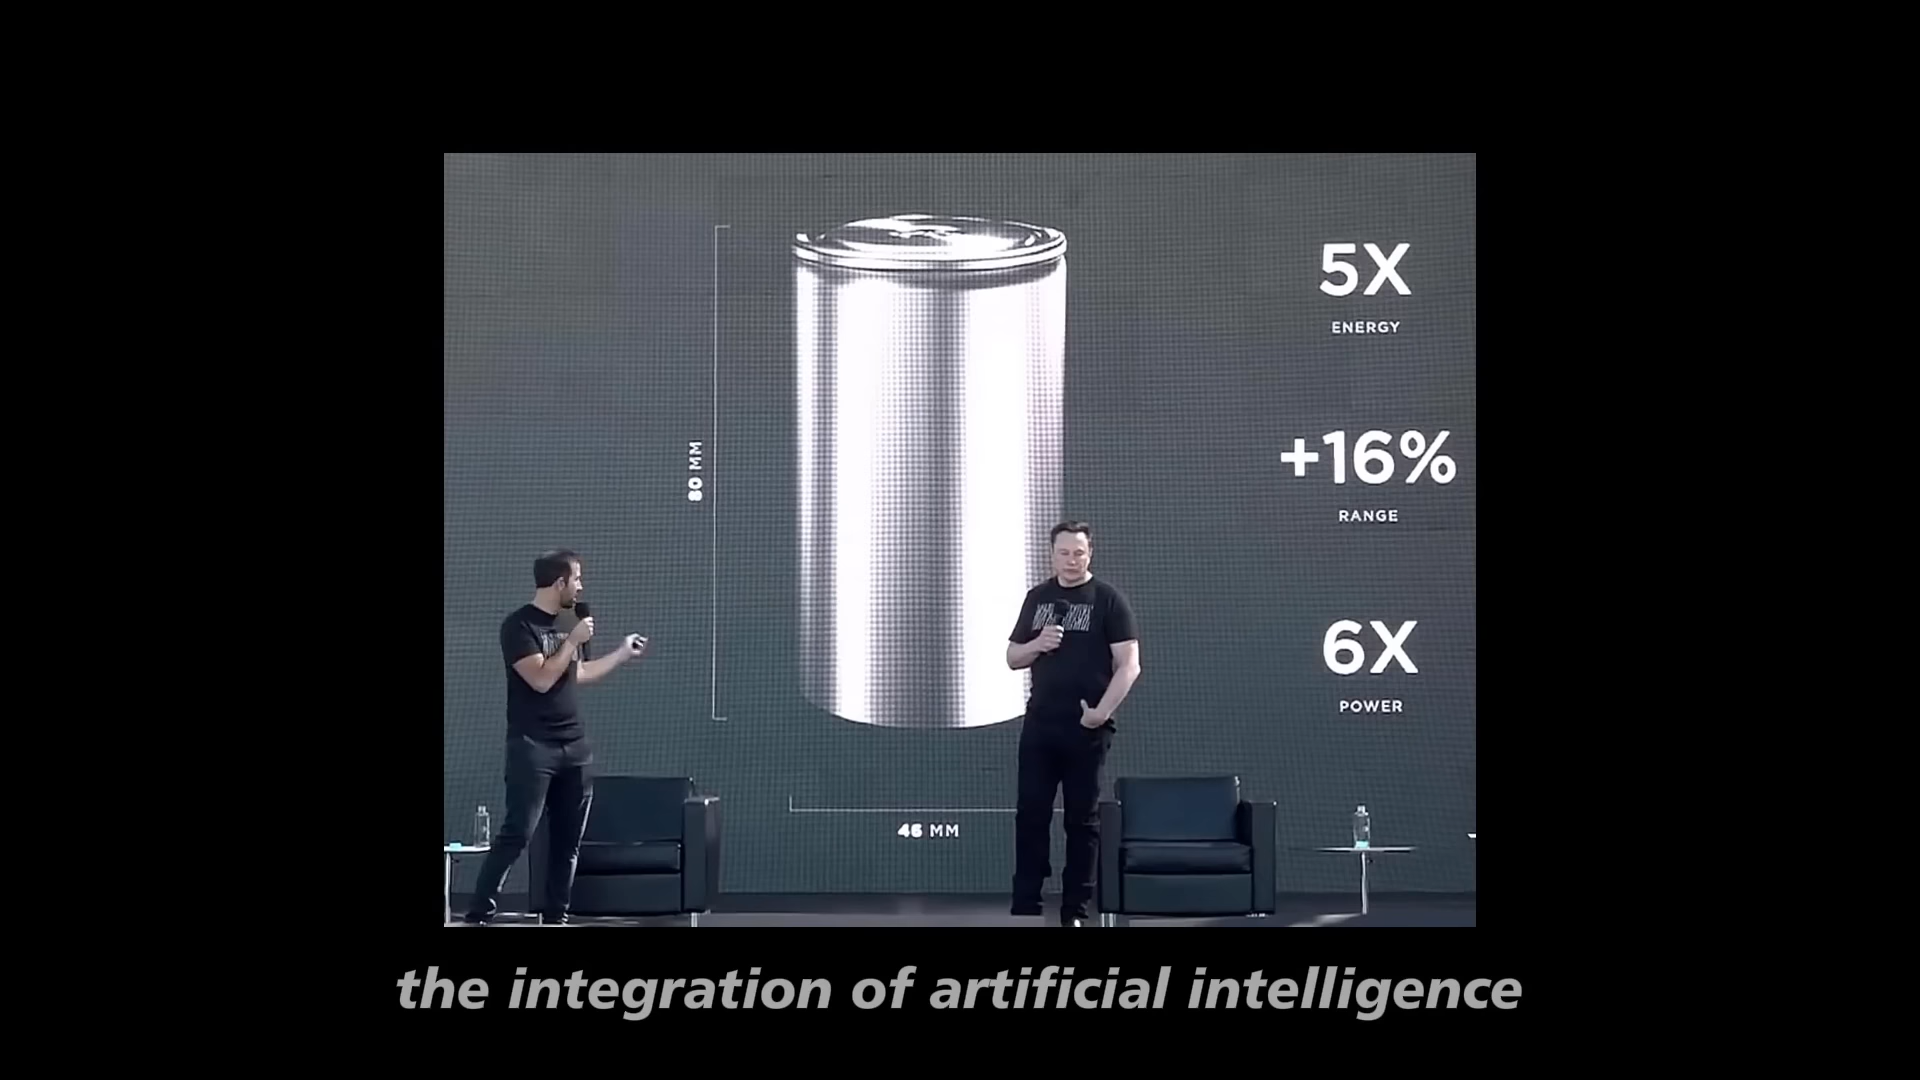 5X
ENERGY
+16%
RANGE
6X
POWER
80 MM
46 MM
the integration of artificial intelligence